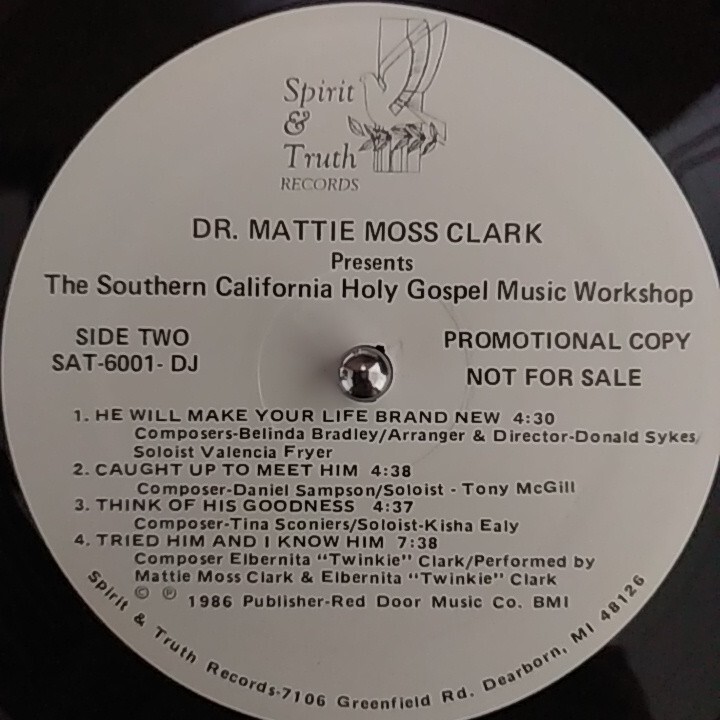 Spirit
&
Truth
RECORDS
DR. MATTIE MOSS CLARK
Presents
The Southern California Holy Gospel Music Workshop
SIDE TWO
SAT-6001- DJ
PROMOTIONAL COPY
NOT FOR SALE
1. HE WILL MAKE YOUR LIFE BRAND NEW 4:30
Composers-Belinda Bradley/Arranger & Director-Donald Sykes/
Soloist Valencia Fryer
2. CAUGHT UP TO MEET HIM 4:38
Composer-Daniel Sampson/Soloist - Tony McGill
3. THINK OF HIS GOODNESS 4:37
Composer-Tina Sconiers/Soloist-Kisha Ealy
4. TRIED HIM AND I KNOW HIM 7:38
Composer Elbernita "Twinkie" Clark/Performed by
Mattie Moss Clark & Elbernita "Twinkie" Clark
© ℗ 1986 Publisher-Red Door Music Co. BMI
Spirit & Truth Records-7106 Greenfield Rd. Dearborn, MI 48126